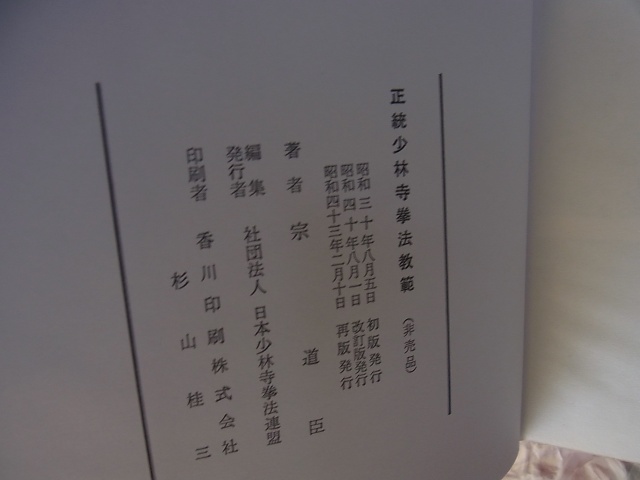 正統少林寺拳法教範(非売品)
昭和三十年八月五日 初版発行
昭和四十年八月一日 改訂版発行
昭和四十三年二月十日 再版発行
著者 宗道臣
編集
発行者 社団法人 日本少林寺拳法連盟
印刷者 香川印刷株式会社
杉山桂三